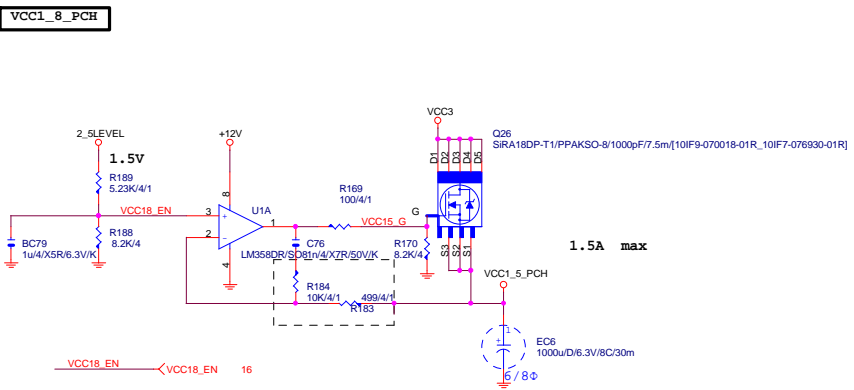 VCC1_8_PCH
VCC3
Q26
SiRA18DP-T1/PPAKSO-8/1000pF/7.5m/[10IF9-070018-01R_10IF7-076930-01R]
2_5LEVEL
+12V
1.5V
D1
D2
D3
D4
D5
R189
5.23K/4/1
8
R169
100/4/1
VCC18_EN
3
+
U1A
1
VCC15_G
G
2
-
R188
8.2K/4
BC79
1u/4/X5R/6.3V/K
4
C76
LM358DR/SO81n/4/X7R/50V/K
R170
8.2K/4
S3
S2
S1
1.5A max
VCC1_5_PCH
R184
10K/4/1
499/4/1
R183
1
+
EC6
1000u/D/6.3V/8C/30m
6/8Φ
VCC18_EN
VCC18_EN 16